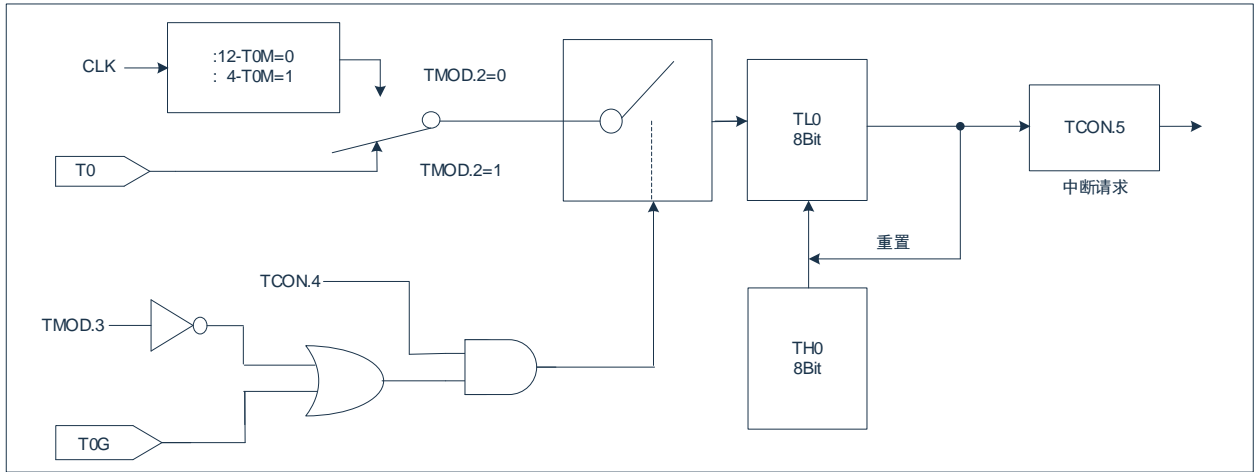 CLK
:12-T0M=0
: 4-T0M=1
TMOD.2=0
T0
TMOD.2=1
TL0
8Bit
TCON.5
中断请求
重置
TCON.4
TMOD.3
TH0
8Bit
T0G